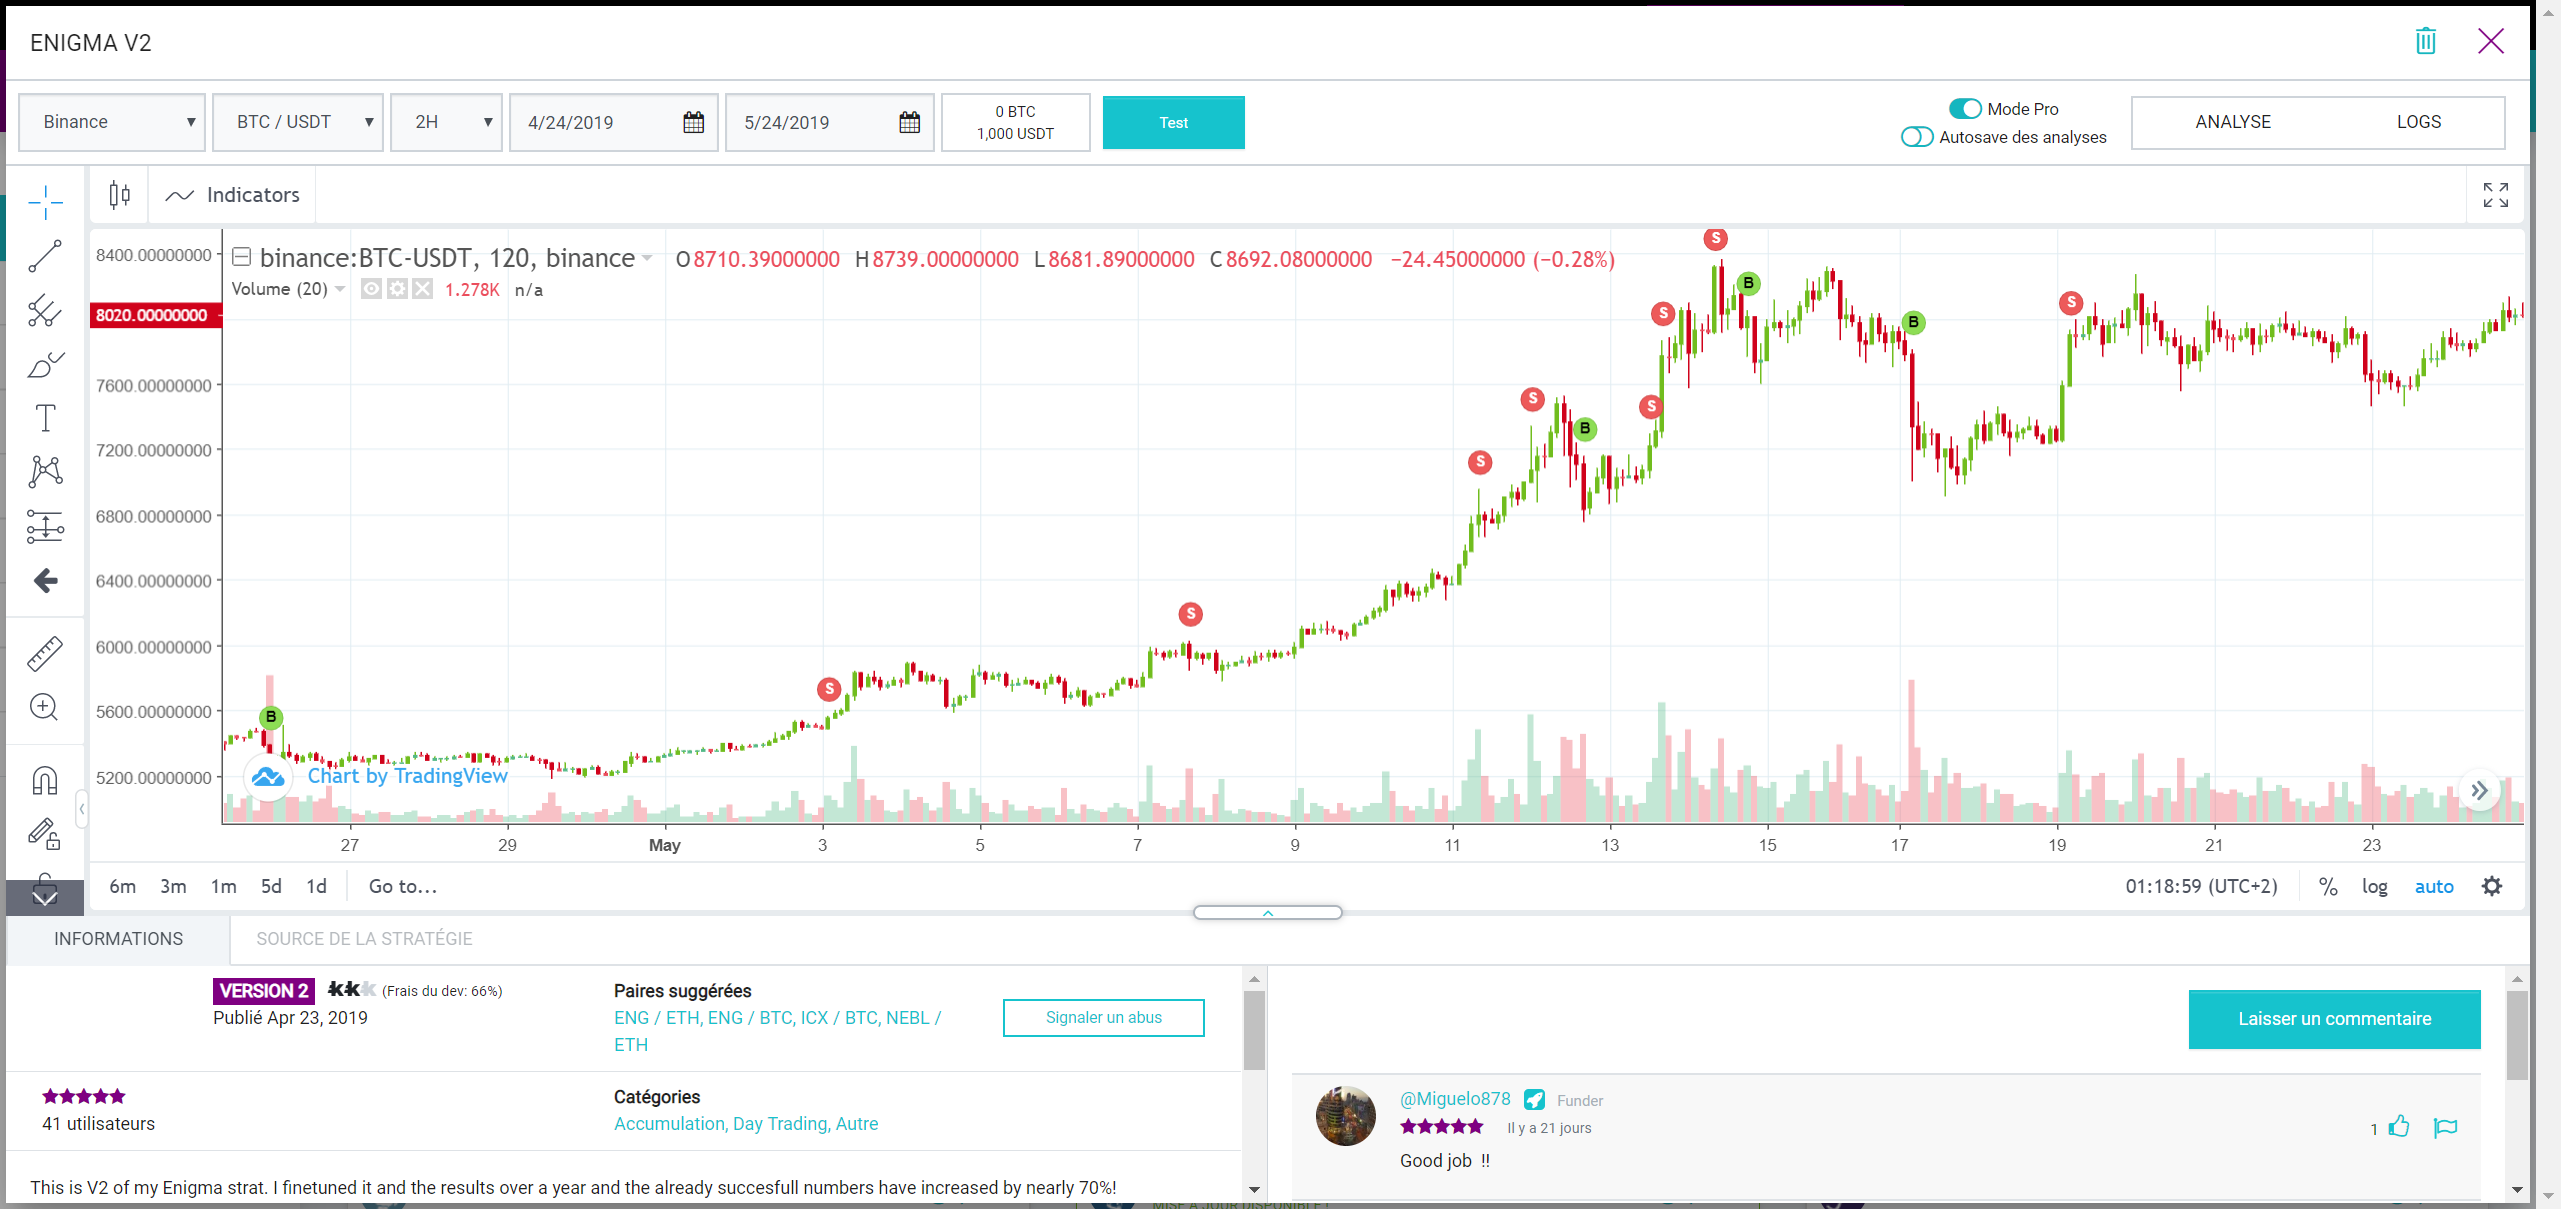 ENIGMA V2
Binance
BTC / USDT
2H
4/24/2019
5/24/2019
0 BTC
1,000 USDT
Test
Mode Pro
Autosave des analyses
ANALYSE
LOGS
Indicators
binance:BTC-USDT, 120, binance O8710.39000000 H8739.00000000 L8681.89000000 C8692.08000000 −24.45000000 (−0.28%)
Volume (20) 1.278K n/a
8400.00000000
8020.00000000
7600.00000000
7200.00000000
6800.00000000
6400.00000000
6000.00000000
5600.00000000
5200.00000000
B
S
S
S
S
B
S
S
S
B
B
S
Chart by TradingView
27 29 May 3 5 7 9 11 13 15 17 19 21 23
6m 3m 1m 5d 1d Go to...
01:18:59 (UTC+2) % log auto
INFORMATIONS
SOURCE DE LA STRATÉGIE
VERSION 2 (Frais du dev: 66%)
Publié Apr 23, 2019
Paires suggérées
ENG / ETH, ENG / BTC, ICX / BTC, NEBL /
ETH
Signaler un abus
41 utilisateurs
Catégories
Accumulation, Day Trading, Autre
This is V2 of my Enigma strat. I finetuned it and the results over a year and the already succesfull numbers have increased by nearly 70%!
Laisser un commentaire
@Miguelo878 Funder
Il y a 21 jours
1
Good job !!
MISE À JOUR DISPONIBLE !